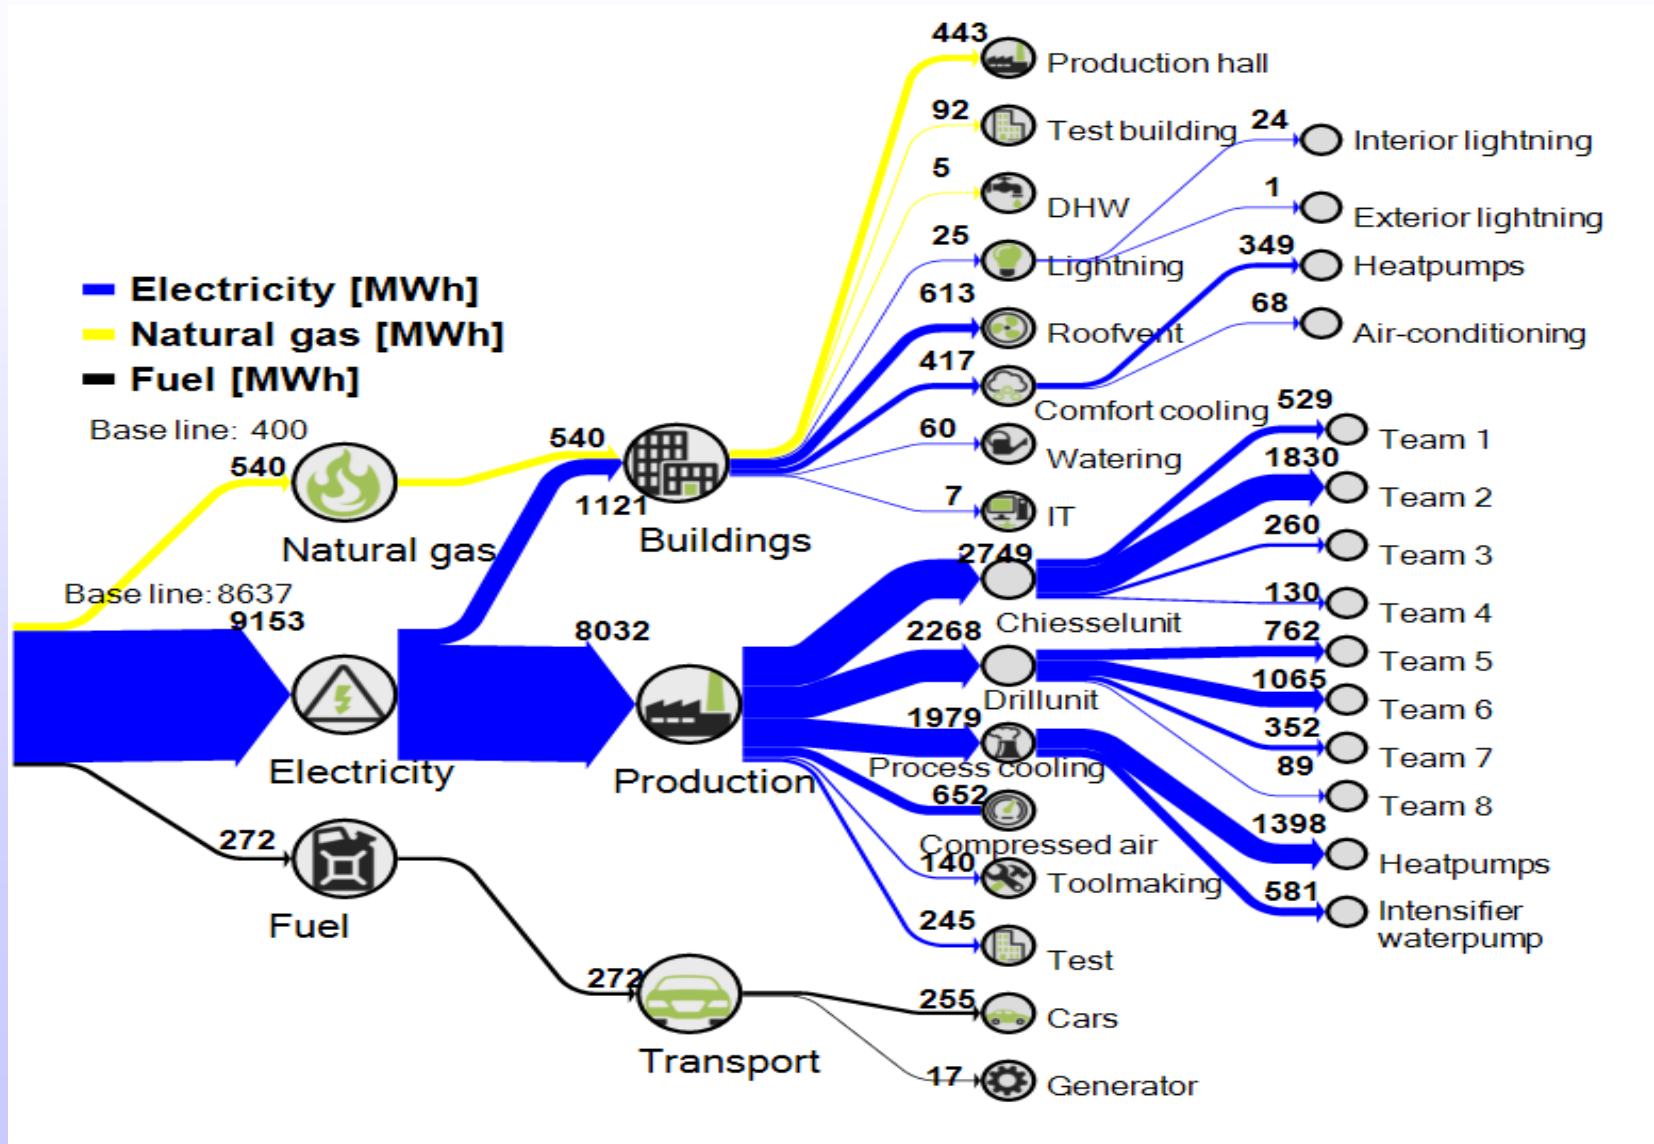 443
Production hall
92
Test building
24
Interior lightning
5
DHW
1
Exterior lightning
25
Lightning
349
Heatpumps
613
Roofvent
68
Air-conditioning
417
Comfort cooling
60
Watering
7
IT
Electricity [MWh]
Natural gas [MWh]
Fuel [MWh]
Base line: 400
540
Natural gas
540
1121
Buildings
Base line: 8637
9153
Electricity
8032
Production
2749
Chiesselunit
2268
Drillunit
1979
Process cooling
652
Compressed air
140
Toolmaking
245
Test
529
Team 1
1830
Team 2
260
Team 3
130
Team 4
762
Team 5
1065
Team 6
352
Team 7
89
Team 8
1398
Heatpumps
581
Intensifier
waterpump
272
Fuel
272
Transport
255
Cars
17
Generator